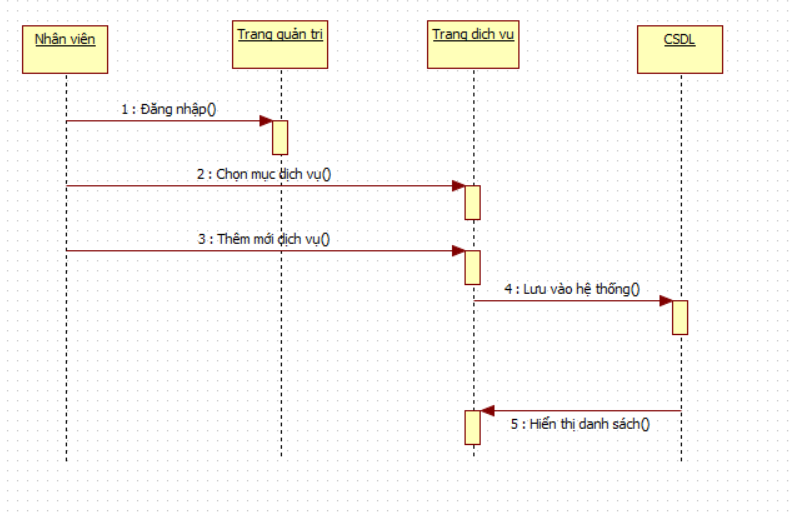 Nhân viên
Trang quản trị
Trang dịch vụ
CSDL
1 : Đăng nhập()
2 : Chọn mục dịch vụ()
3 : Thêm mới dịch vụ()
4 : Lưu vào hệ thống()
5 : Hiển thị danh sách()